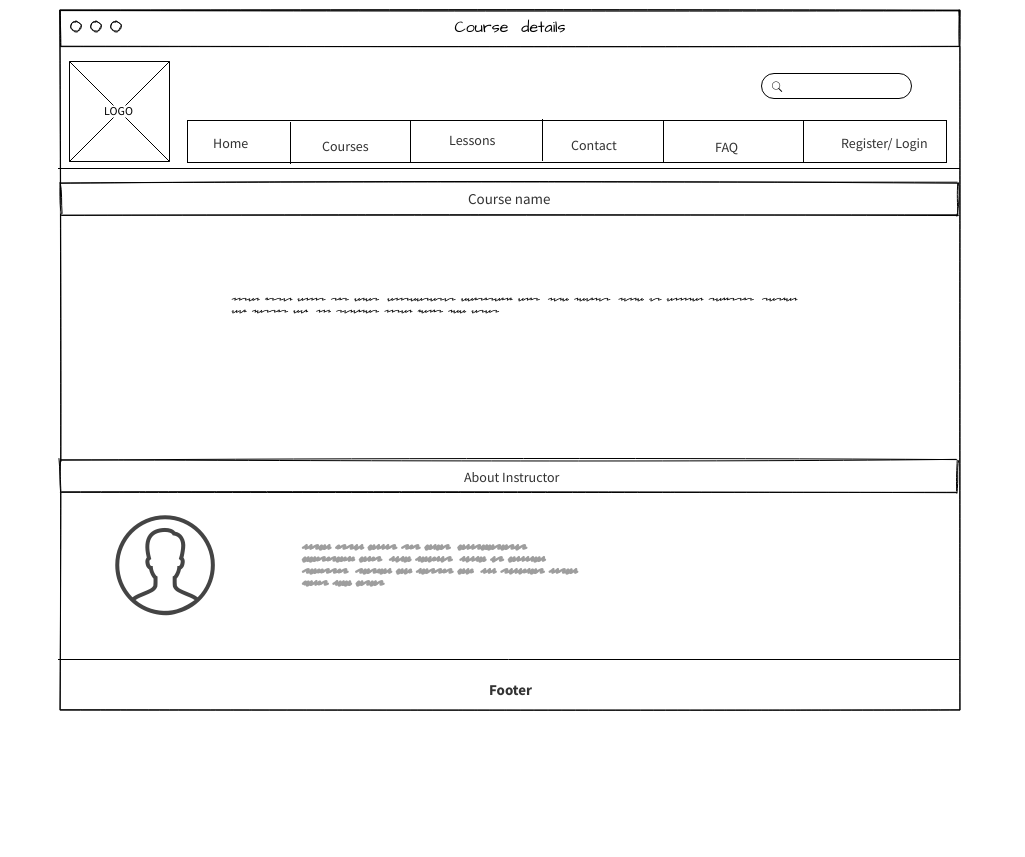 Course details
LOGO
Home Courses Lessons Contact FAQ Register/ Login
Course name
About Instructor
Footer